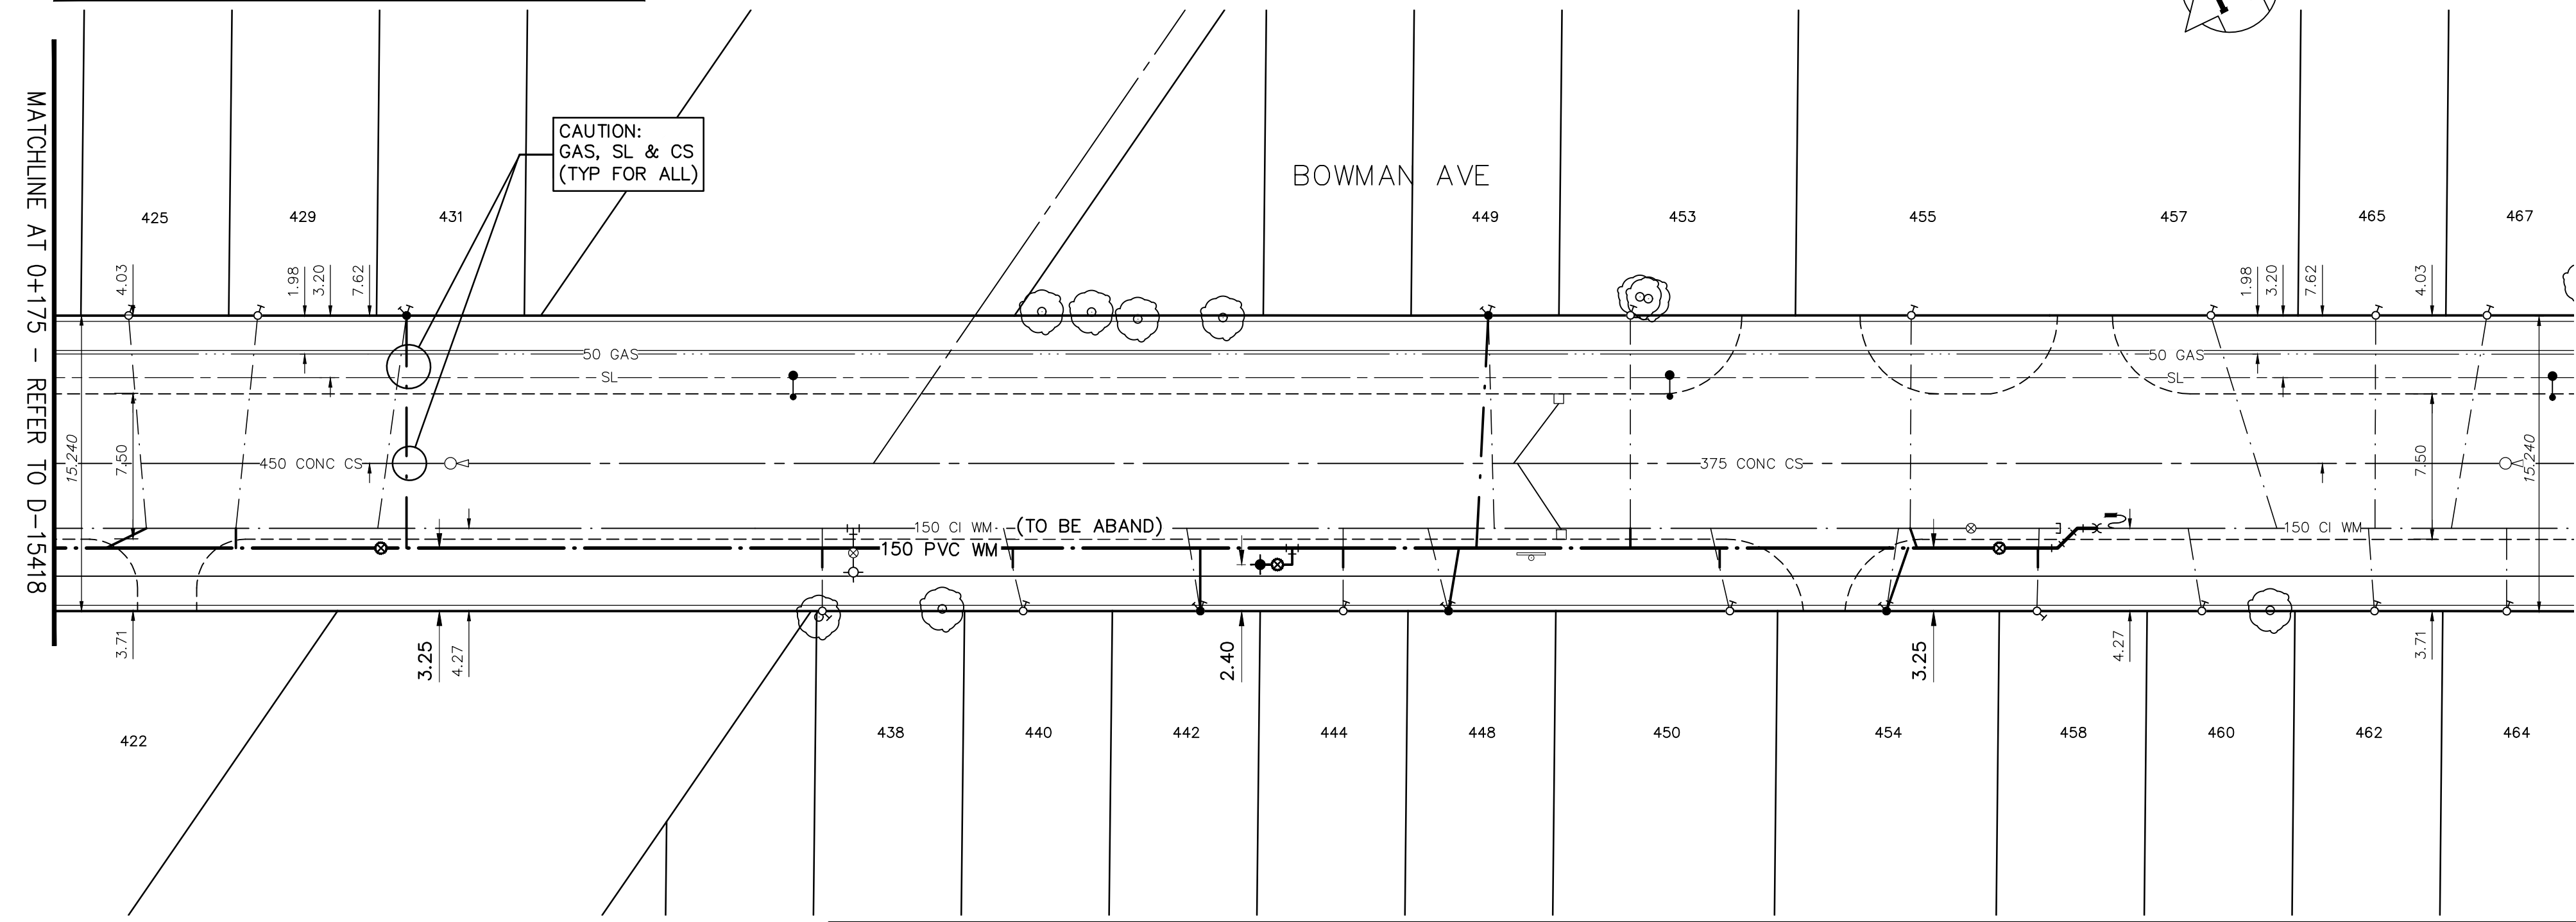 MATCHLINE AT 0+175 – REFER TO D-15418
CAUTION:
GAS, SL & CS
(TYP FOR ALL)
BOWMAN AVE
425
429
431
449
453
455
457
465
467
4.03
1.98
3.20
7.62
1.98
3.20
7.62
4.03
50 GAS
50 GAS
SL
SL
15.240
7.50
450 CONC CS
375 CONC CS
7.50
15.240
150 CI WM
(TO BE ABAND)
150 CI WM
150 PVC WM
3.71
3.25
4.27
2.40
3.25
4.27
3.71
422
438
440
442
444
448
450
454
458
460
462
464